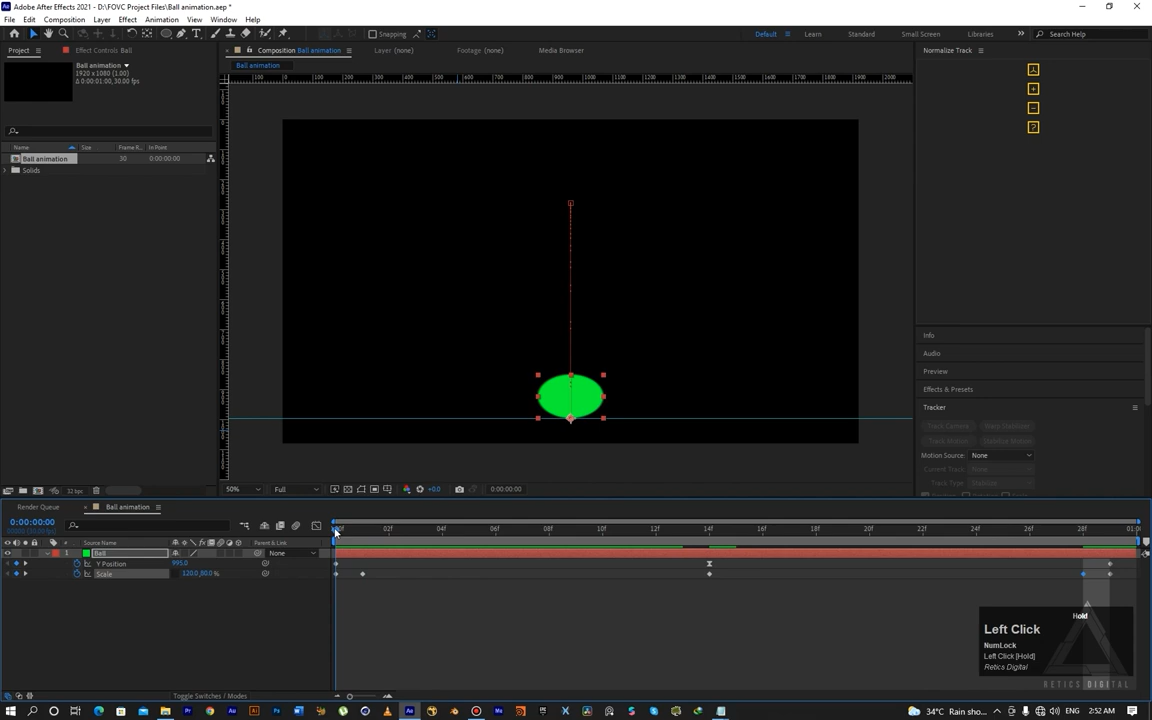 Adobe After Effects 2021 - D:\FOVC Project Files\Ball animation.aep *
File Edit Composition Layer Effect Animation View Window Help
Snapping
Default Learn Standard Small Screen Libraries Search Help
Project Effect Controls Ball
Composition Ball animation Layer (none) Footage (none) Media Browser
Normalize Track
Ball animation
1920 x 1080 (1.00)
Δ 0:00:01:00, 30.00 fps
Ball animation
Name Size Frame R... In Point
Ball animation 30 0:00:00:00
Solids
Info
Audio
Preview
Effects & Presets
Tracker
Track Camera Warp Stabilizer
Track Motion Stabilize Motion
Motion Source: None
Current Track: None
Track Type: Stabilize
32 bpc
50% Full +0.0 0:00:00:00
Render Queue Ball animation
0:00:00:00
Source Name Parent & Link
02f 04f 06f 08f 10f 12f 14f 16f 18f 20f 22f 24f 26f 28f 01:0
1 Ball None
Y Position 995.0
Scale 120.0,80.0 %
Hold
Left Click
NumLock
Left Click [Hold]
Retics Digital
RETICS DIGITAL
Toggle Switches / Modes
34°C Rain sho... ENG 2:52 AM